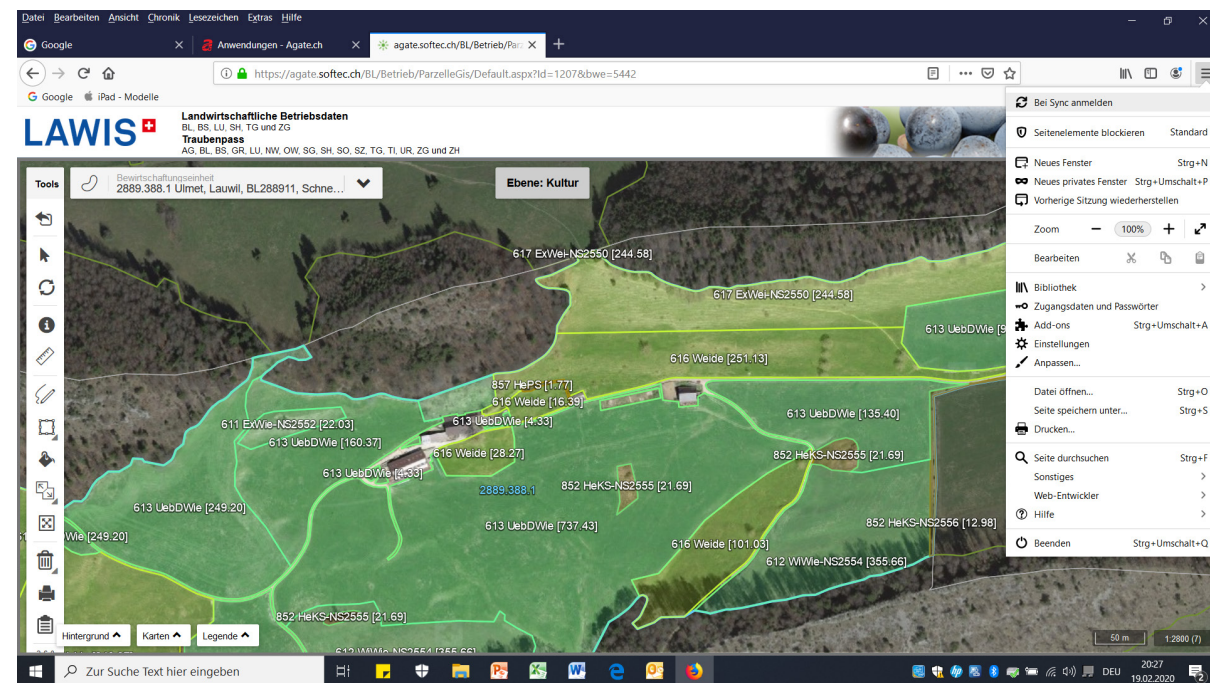 Datei Bearbeiten Ansicht Chronik Lesezeichen Extras Hilfe
Google
Anwendungen - Agate.ch
agate.softec.ch/BL/Betrieb/Parz
https://agate.softec.ch/BL/Betrieb/ParzelleGis/Default.aspx?Id=1207&bwe=5442
Google iPad - Modelle
LAWIS
Landwirtschaftliche Betriebsdaten
BL, BS, LU, SH, TG und ZG
Traubenpass
AG, BL, BS, GR, LU, NW, OW, SG, SH, SO, SZ, TG, TI, UR, ZG und ZH
Tools
Bewirtschaftungseinheit
2889.388.1 Ulmet, Lauwil, BL288911, Schne...
Ebene: Kultur
617 ExWei-NS2550 [244.58]
617 ExWei-NS2550 [244.58]
613 UebDWie [9
616 Weide [251.13]
857 HePS [1.77]
616 Weide [16.39]
613 UebDWie [4.33]
613 UebDWie [135.40]
611 ExWie-NS2552 [22.03]
613 UebDWie [160.37]
616 Weide [28.27]
852 HeKS-NS2555 [21.69]
613 UebDWie [4.33]
2889.388.1
852 HeKS-NS2555 [21.69]
613 UebDWie [249.20]
613 UebDWie [737.43]
852 HeKS-NS2556 [12.98]
Wie [249.20]
616 Weide [101.03]
612 WiWie-NS2554 [355.66]
852 HeKS-NS2555 [21.69]
612 WiWie-NS2554 [355.66]
Hintergrund Karten Legende
50 m
1:2800 (7)
Bei Sync anmelden
Seitenelemente blockieren Standard
Neues Fenster Strg+N
Neues privates Fenster Strg+Umschalt+P
Vorherige Sitzung wiederherstellen
Zoom 100%
Bearbeiten
Bibliothek
Zugangsdaten und Passwörter
Add-ons Strg+Umschalt+A
Einstellungen
Anpassen...
Datei öffnen... Strg+O
Seite speichern unter... Strg+S
Drucken...
Seite durchsuchen Strg+F
Sonstiges
Web-Entwickler
Hilfe
Beenden Strg+Umschalt+Q
Zur Suche Text hier eingeben
DEU
20:27
19.02.2020